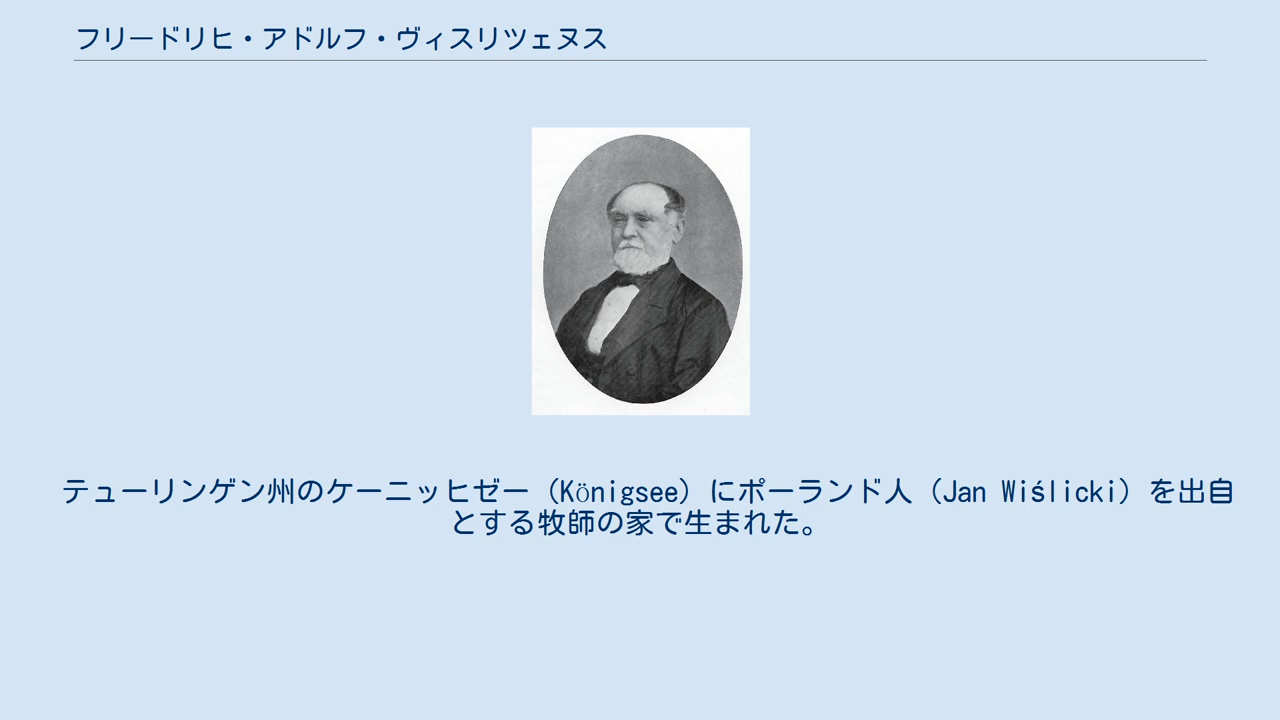 フリードリヒ・アドルフ・ヴィスリツェヌス
テューリンゲン州のケーニッヒゼー（Königsee）にポーランド人（Jan Wiślicki）を出自
とする牧師の家で生まれた。